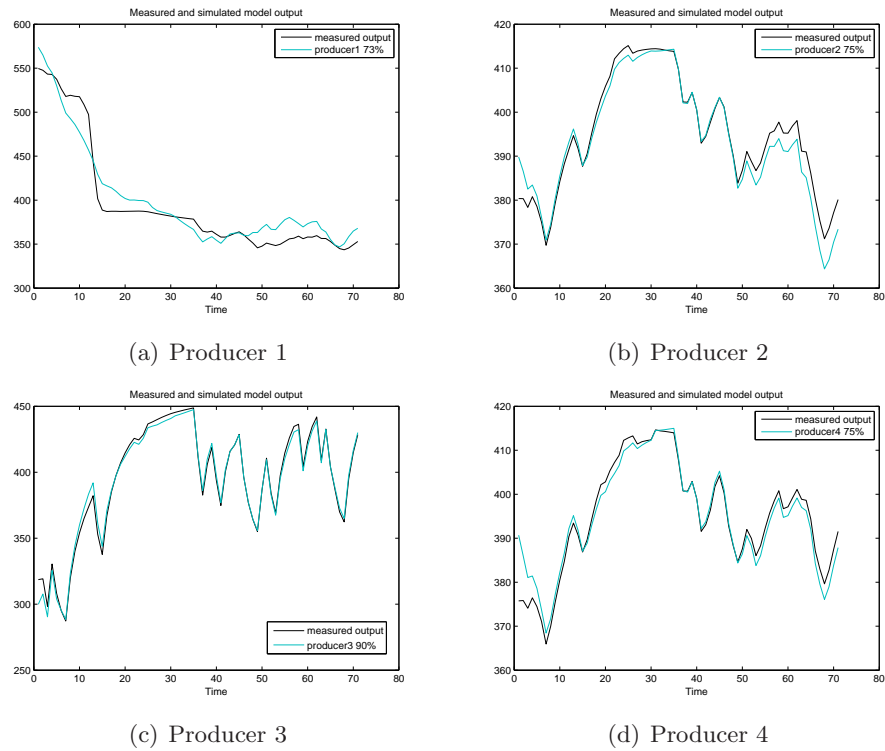 Measured and simulated model output
600
550
500
450
400
350
300
0 10 20 30 40 50 60 70 80
Time
measured output
producer1 73%
(a) Producer 1
Measured and simulated model output
420
410
400
390
380
370
360
0 10 20 30 40 50 60 70 80
Time
measured output
producer2 75%
(b) Producer 2
Measured and simulated model output
450
400
350
300
250
0 10 20 30 40 50 60 70 80
Time
measured output
producer3 90%
(c) Producer 3
Measured and simulated model output
420
410
400
390
380
370
360
0 10 20 30 40 50 60 70 80
Time
measured output
producer4 75%
(d) Producer 4